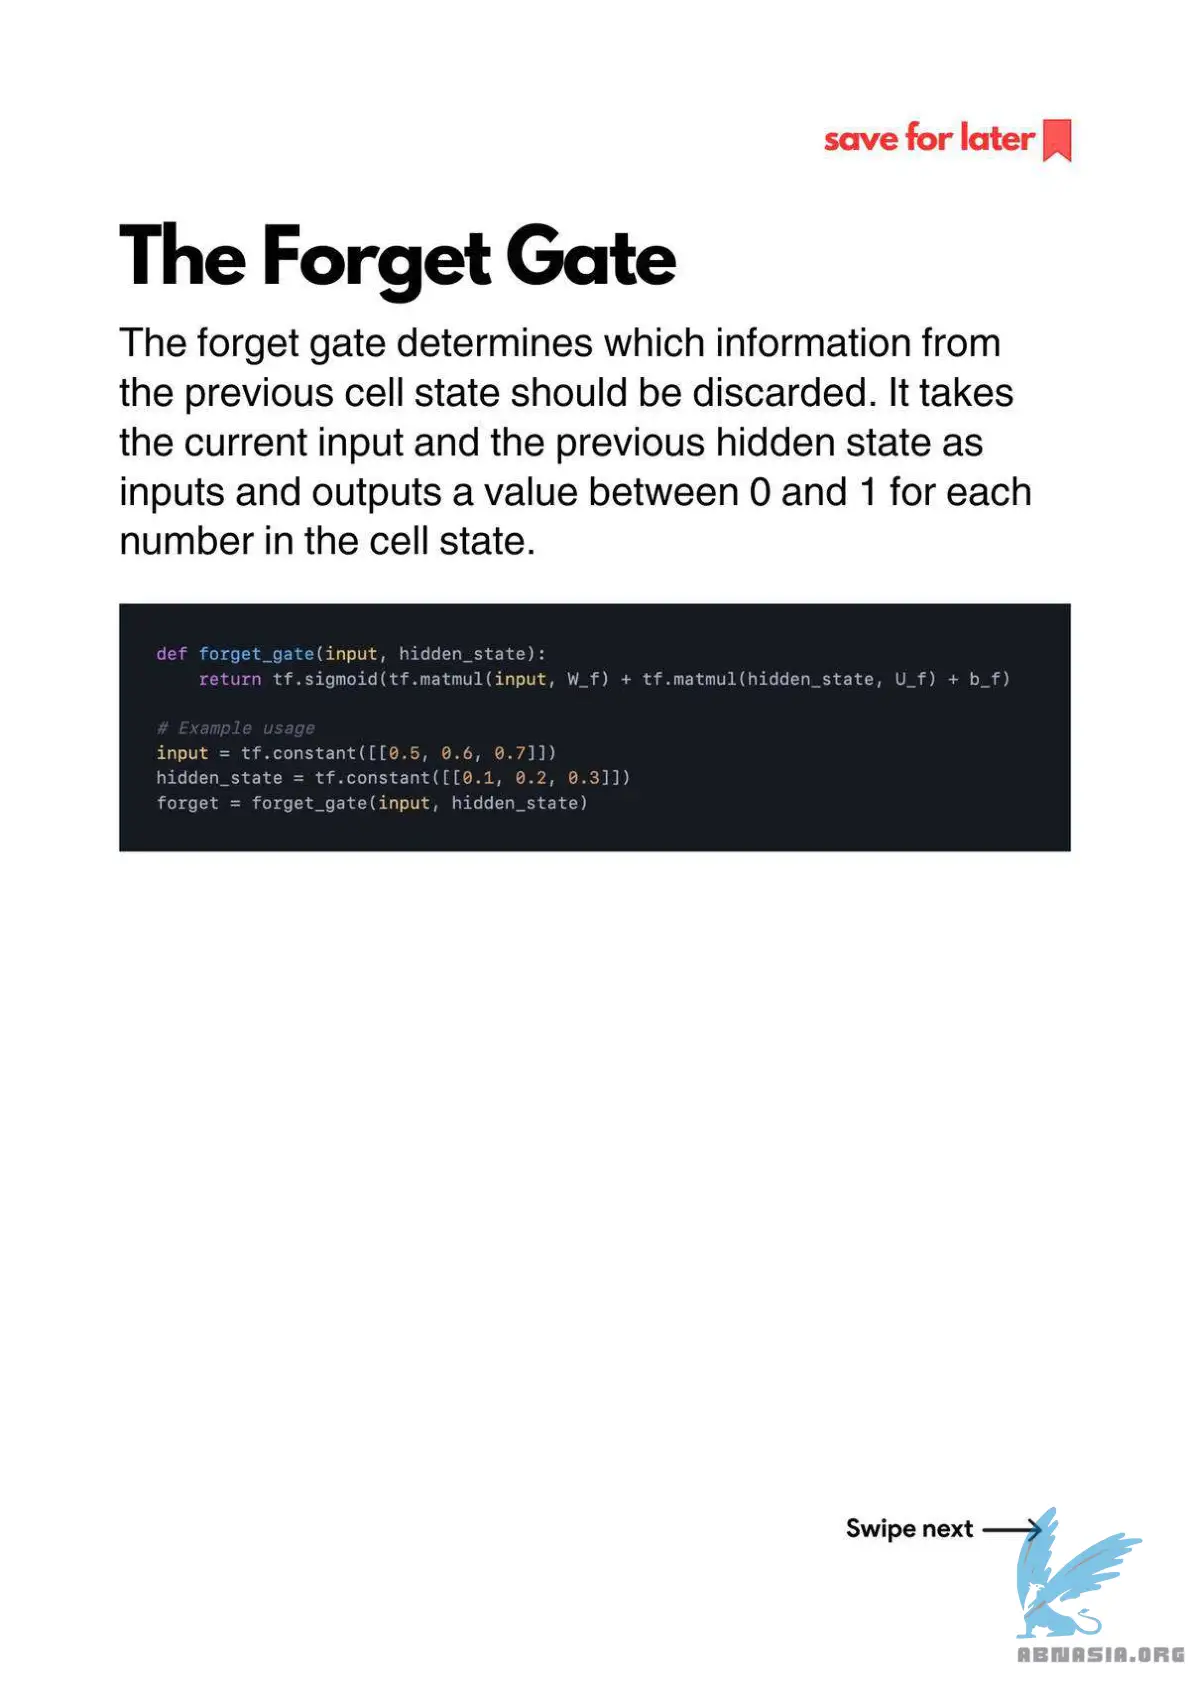 save for later
The Forget Gate
The forget gate determines which information from
the previous cell state should be discarded. It takes
the current input and the previous hidden state as
inputs and outputs a value between 0 and 1 for each
number in the cell state.
def forget_gate(input, hidden_state):
    return tf.sigmoid(tf.matmul(input, W_f) + tf.matmul(hidden_state, U_f) + b_f)
# Example usage
input = tf.constant([[0.5, 0.6, 0.7]])
hidden_state = tf.constant([[0.1, 0.2, 0.3]])
forget = forget_gate(input, hidden_state)
Swipe next
ABNASIA.ORG